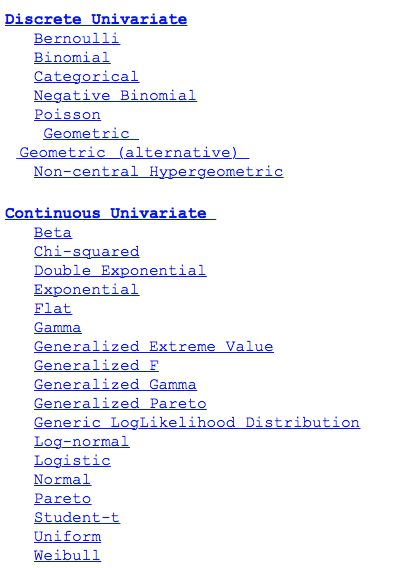 Discrete Univariate
Bernoulli
Binomial
Categorical
Negative Binomial
Poisson
Geometric
Geometric (alternative)
Non-central Hypergeometric
Continuous Univariate
Beta
Chi-squared
Double Exponential
Exponential
Flat
Gamma
Generalized Extreme Value
Generalized F
Generalized Gamma
Generalized Pareto
Generic LogLikelihood Distribution
Log-normal
Logistic
Normal
Pareto
Student-t
Uniform
Weibull